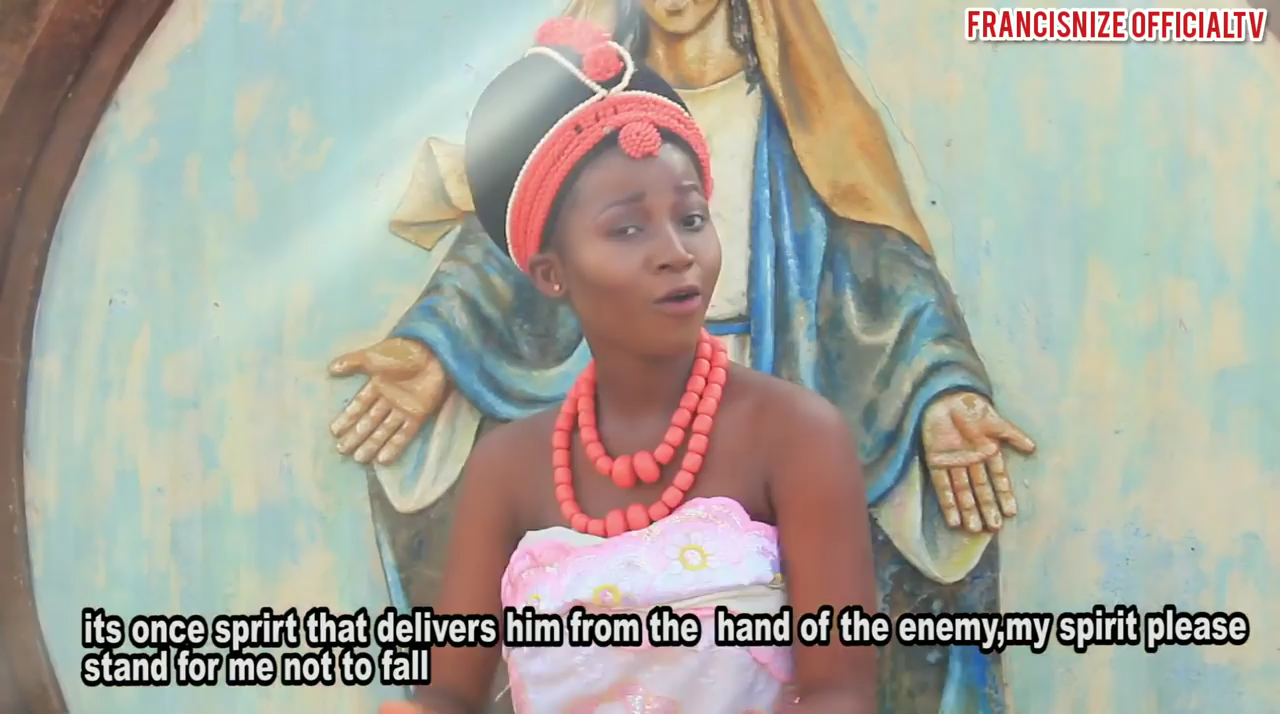 FRANCISNIZE OFFICIALTV
its once sprirt that delivers him from the  hand of the enemy,my spirit please
stand for me not to fall